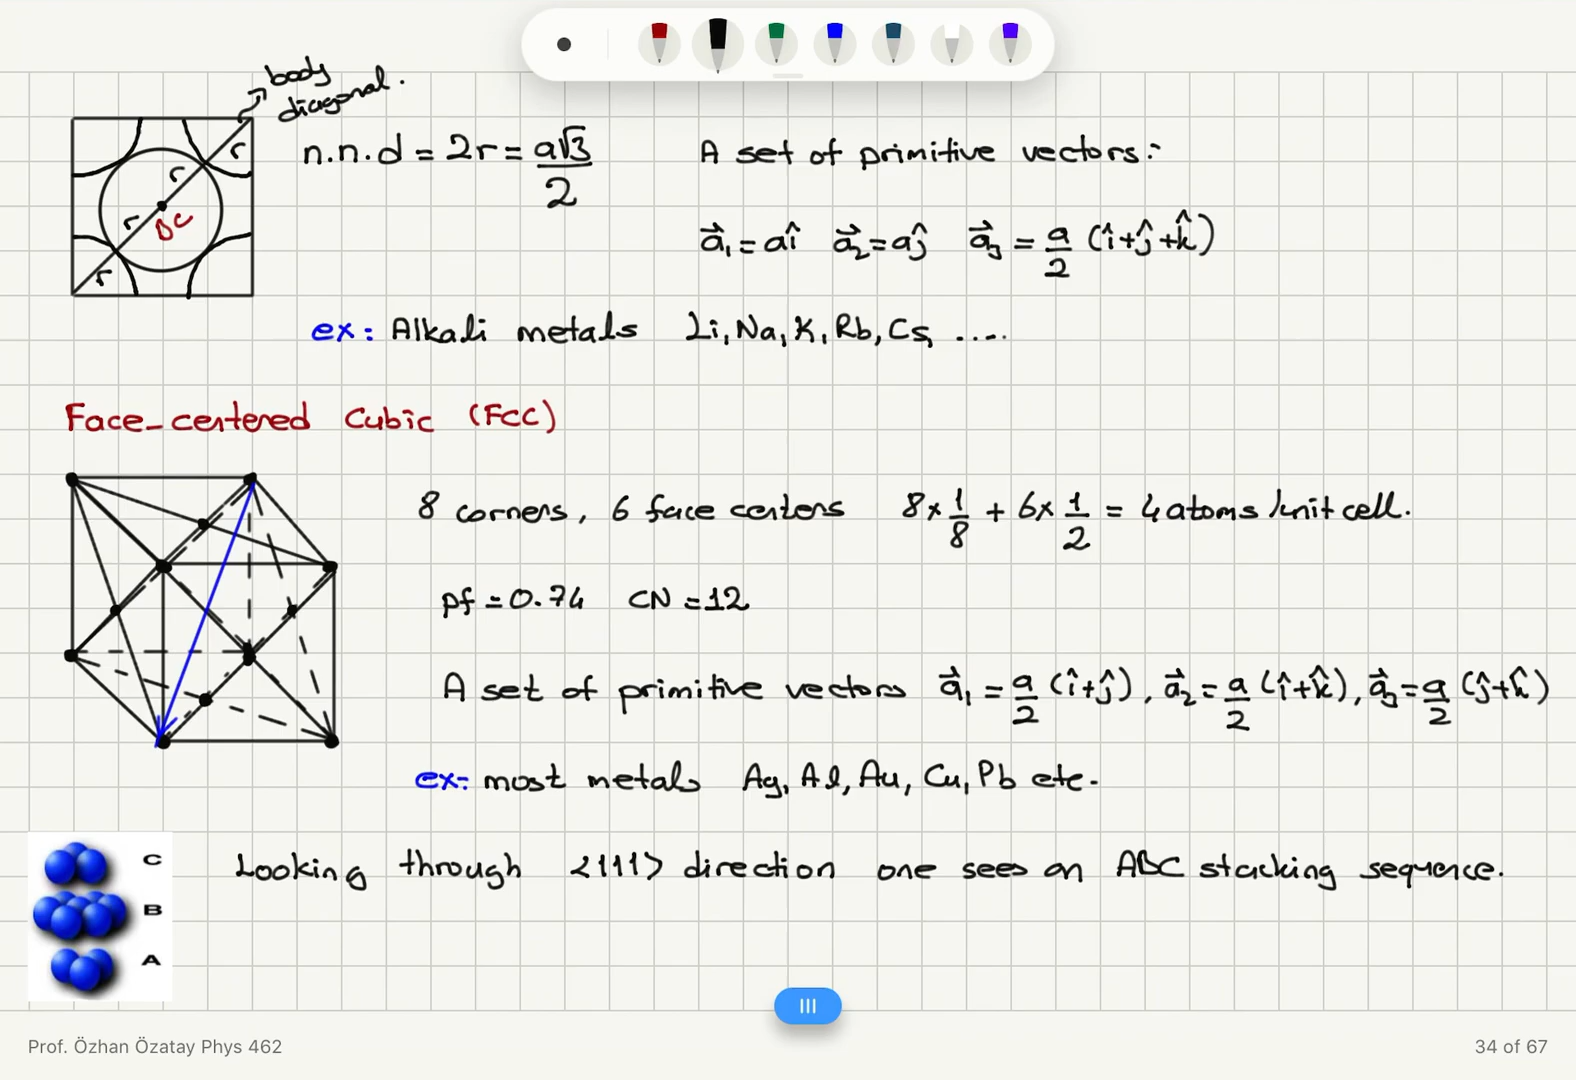 body
diagonal.
r
r
r
BC
r
n.n.d = 2r = a√3/2
A set of primitive vectors:
a⃗₁ = aî a⃗₂ = aĵ a⃗₃ = a/2 (î+ĵ+k̂)
ex: Alkali metals Li, Na, K, Rb, Cs, ....
Face-centered Cubic (FCC)
8 corners, 6 face centers 8×1/8 + 6×1/2 = 4 atoms/unit cell.
pf = 0.74 CN = 12
A set of primitive vectors a⃗₁ = a/2 (î+ĵ), a⃗₂ = a/2 (î+k̂), a⃗₃ = a/2 (ĵ+k̂)
ex: most metals Ag, Al, Au, Cu, Pb etc.
C
B
A
Looking through <111> direction one sees an ABC stacking sequence.
Prof. Özhan Özatay Phys 462
34 of 67